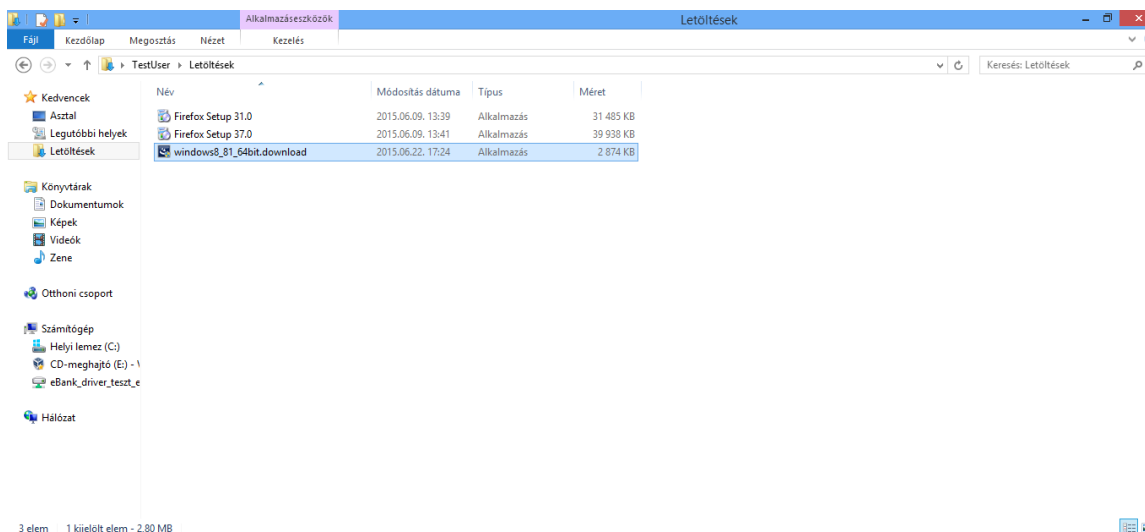 Alkalmazáseszközök
Letöltések
Fájl Kezdőlap Megosztás Nézet Kezelés
TestUser Letöltések Keresés: Letöltések
Név Módosítás dátuma Típus Méret
Kedvencek
Asztal
Legutóbbi helyek
Letöltések
Firefox Setup 31.0 2015.06.09. 13:39 Alkalmazás 31 485 KB
Firefox Setup 37.0 2015.06.09. 13:41 Alkalmazás 39 938 KB
windows8_81_64bit.download 2015.06.22. 17:24 Alkalmazás 2 874 KB
Könyvtárak
Dokumentumok
Képek
Videók
Zene
Otthoni csoport
Számítógép
Helyi lemez (C:)
CD-meghajtó (E:) -
eBank_driver_teszt_e
Hálózat
3 elem 1 kijelölt elem - 2,80 MB